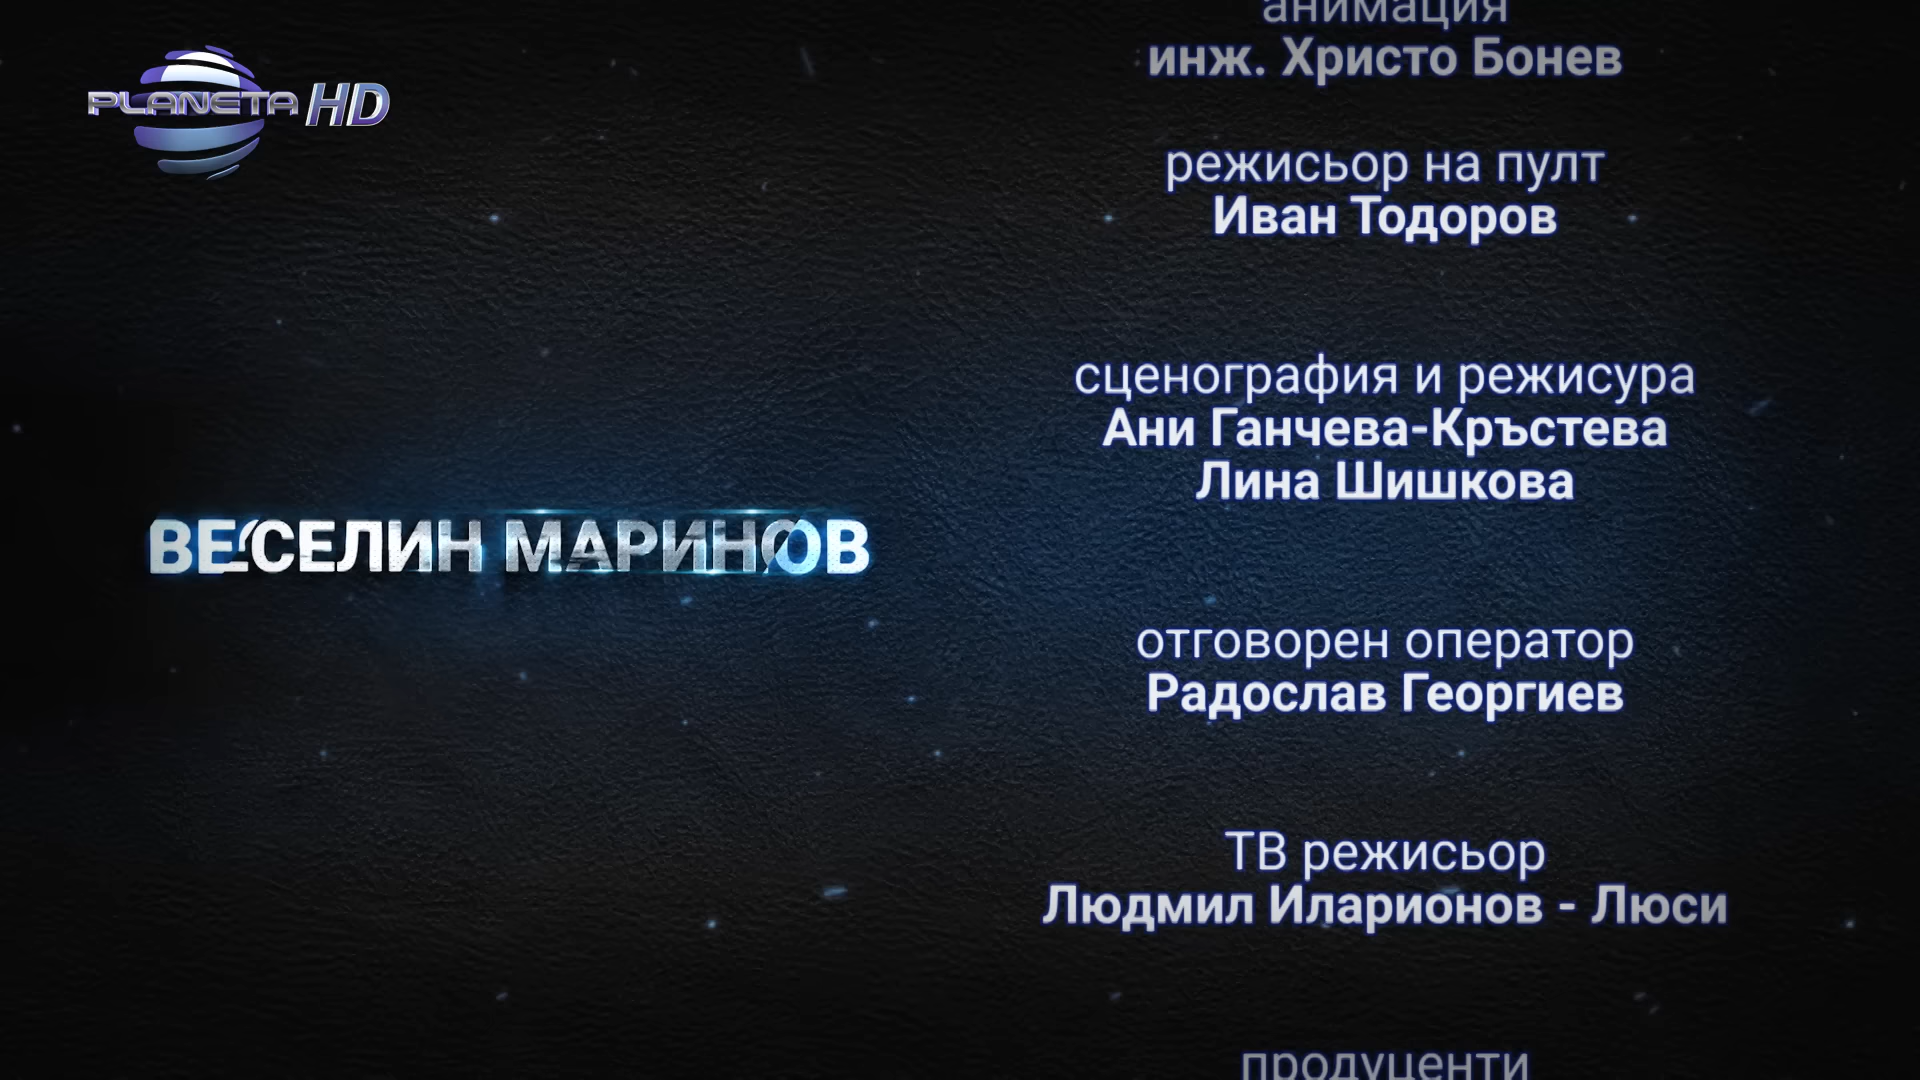 PLANETA HD
анимация
инж. Христо Бонев
режисьор на пулт
Иван Тодоров
сценография и режисура
Ани Ганчева-Кръстева
Лина Шишкова
ВЕСЕЛИН МАРИНОВ
отговорен оператор
Радослав Георгиев
ТВ режисьор
Людмил Иларионов - Люси
продуценти